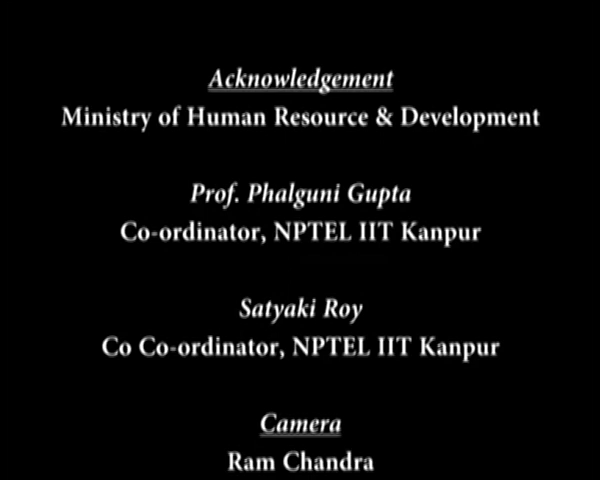 Acknowledgement
Ministry of Human Resource & Development
Prof. Phalguni Gupta
Co-ordinator, NPTEL IIT Kanpur
Satyaki Roy
Co Co-ordinator, NPTEL IIT Kanpur
Camera
Ram Chandra